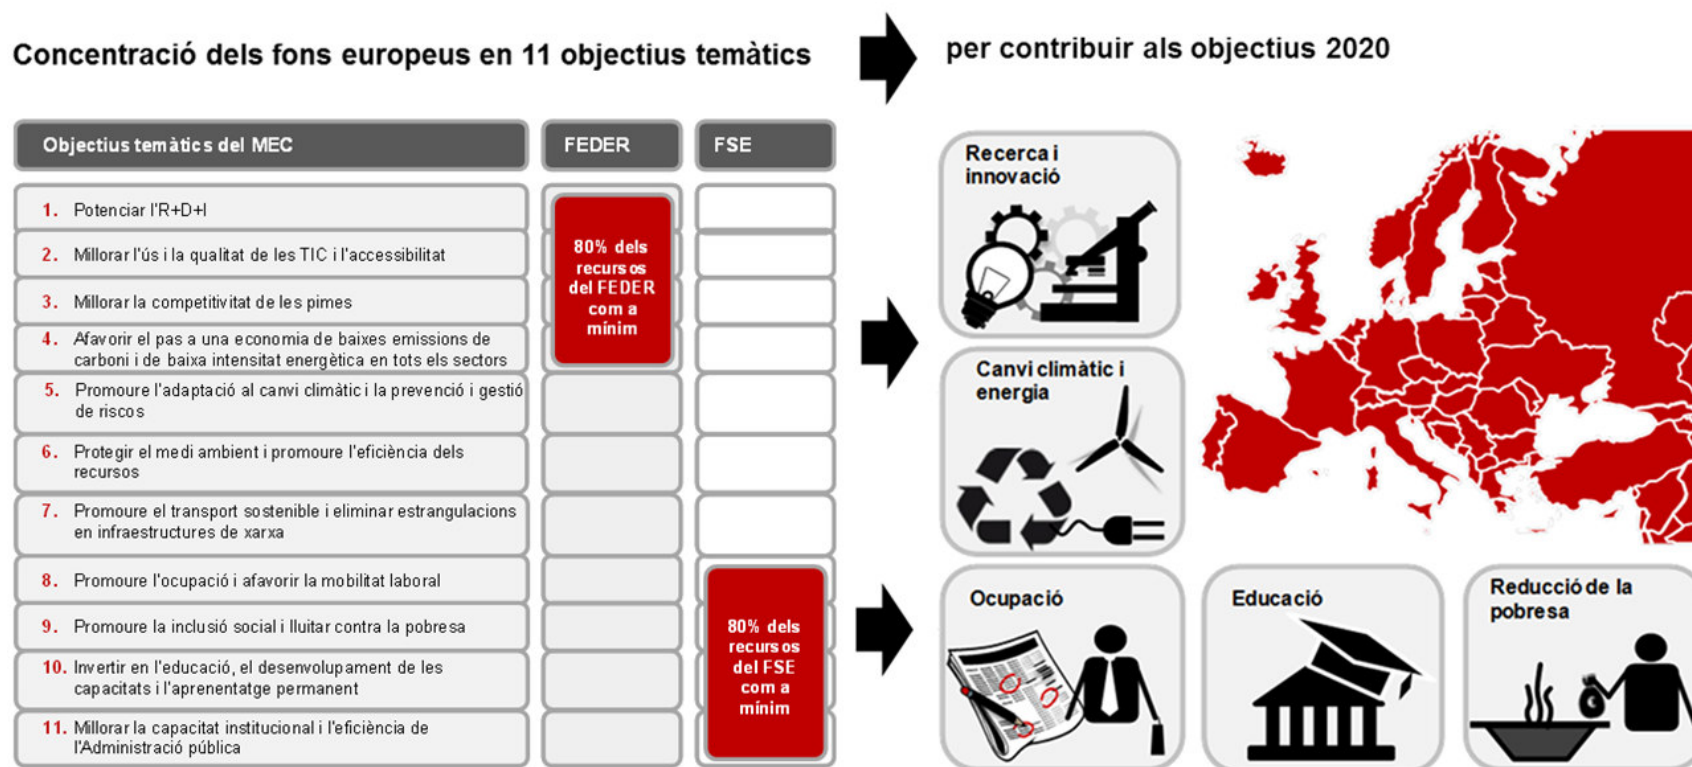 Concentració dels fons europeus en 11 objectius temàtics
per contribuir als objectius 2020
Objectius temàtics del MEC
FEDER
FSE
1. Potenciar l'R+D+I
2. Millorar l'ús i la qualitat de les TIC i l'accessibilitat
3. Millorar la competitivitat de les pimes
4. Afavorir el pas a una economia de baixes emissions de
carboni i de baixa intensitat energètica en tots els sectors
5. Promoure l'adaptació al canvi climàtic i la prevenció i gestió
de riscos
6. Protegir el medi ambient i promoure l'eficiència dels
recursos
7. Promoure el transport sostenible i eliminar estrangulacions
en infraestructures de xarxa
8. Promoure l'ocupació i afavorir la mobilitat laboral
9. Promoure la inclusió social i lluitar contra la pobresa
10. Invertir en l'educació, el desenvolupament de les
capacitats i l'aprenentatge permanent
11. Millorar la capacitat institucional i l'eficiència de
l'Administració pública
80% dels
recursos
del FEDER
com a
mínim
80% dels
recursos
del FSE
com a
mínim
Recerca i
innovació
Canvi climàtic i
energia
Ocupació
Educació
Reducció de la
pobresa